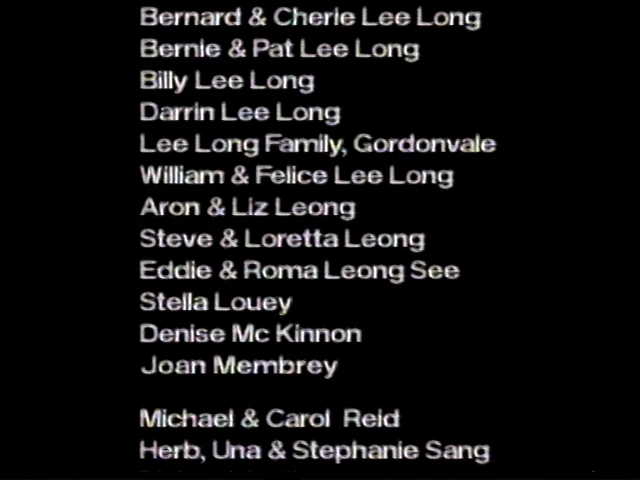 Bernard & Cherie Lee Long
Bernie & Pat Lee Long
Billy Lee Long
Darrin Lee Long
Lee Long Family, Gordonvale
William & Felice Lee Long
Aron & Liz Leong
Steve & Loretta Leong
Eddie & Roma Leong See
Stella Louey
Denise Mc Kinnon
Joan Membrey
Michael & Carol Reid
Herb, Una & Stephanie Sang